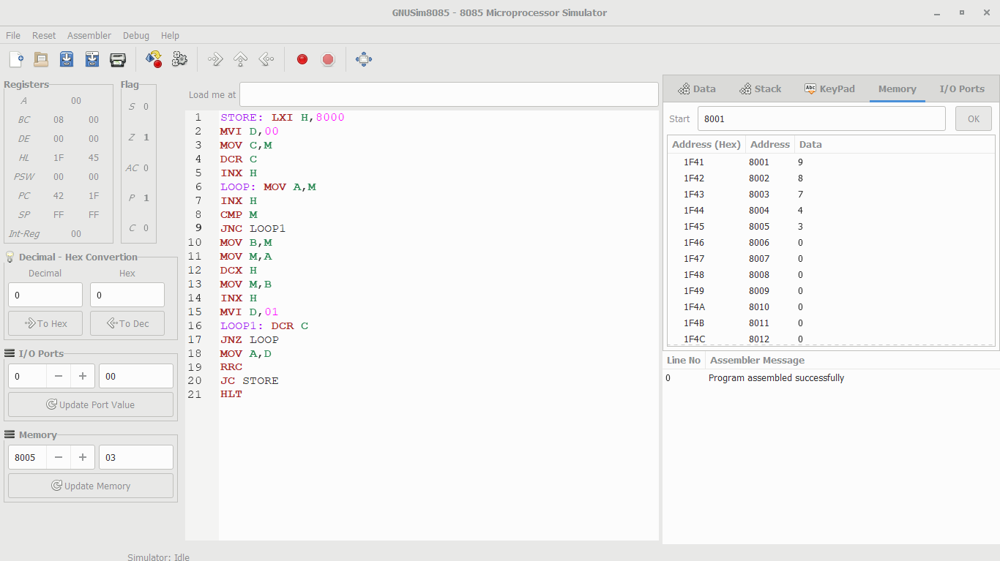 GNUSim8085 - 8085 Microprocessor Simulator
File Reset Assembler Debug Help
Registers
A 00
BC 08 00
DE 00 00
HL 1F 45
PSW 00 00
PC 42 1F
SP FF FF
Int-Reg 00
Flag
S 0
Z 1
AC 0
P 1
C 0
Decimal - Hex Convertion
Decimal Hex
0 0
To Hex To Dec
I/O Ports
0 − + 00
Update Port Value
Memory
8005 − + 03
Update Memory
Load me at
1 STORE: LXI H,8000
2 MVI D,00
3 MOV C,M
4 DCR C
5 INX H
6 LOOP: MOV A,M
7 INX H
8 CMP M
9 JNC LOOP1
10 MOV B,M
11 MOV M,A
12 DCX H
13 MOV M,B
14 INX H
15 MVI D,01
16 LOOP1: DCR C
17 JNZ LOOP
18 MOV A,D
19 RRC
20 JC STORE
21 HLT
Data Stack Abc KeyPad Memory I/O Ports
Start 8001 OK
Address (Hex) Address Data
1F41 8001 9
1F42 8002 8
1F43 8003 7
1F44 8004 4
1F45 8005 3
1F46 8006 0
1F47 8007 0
1F48 8008 0
1F49 8009 0
1F4A 8010 0
1F4B 8011 0
1F4C 8012 0
Line No Assembler Message
0 Program assembled successfully
Simulator: Idle